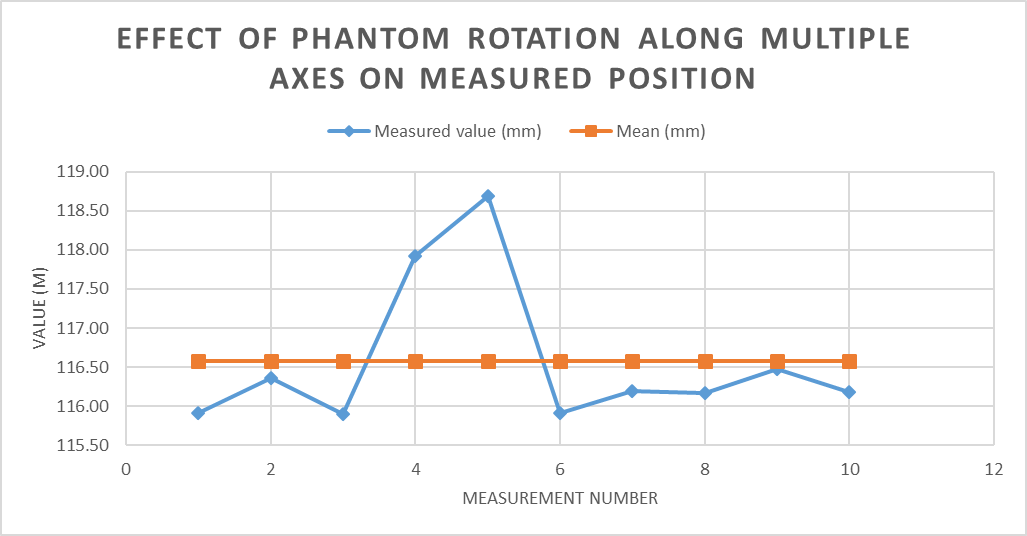 EFFECT OF PHANTOM ROTATION ALONG MULTIPLE
AXES ON MEASURED POSITION
Measured value (mm)
Mean (mm)
119.00
118.50
118.00
117.50
117.00
116.50
116.00
115.50
VALUE (M)
0
2
4
6
8
10
12
MEASUREMENT NUMBER